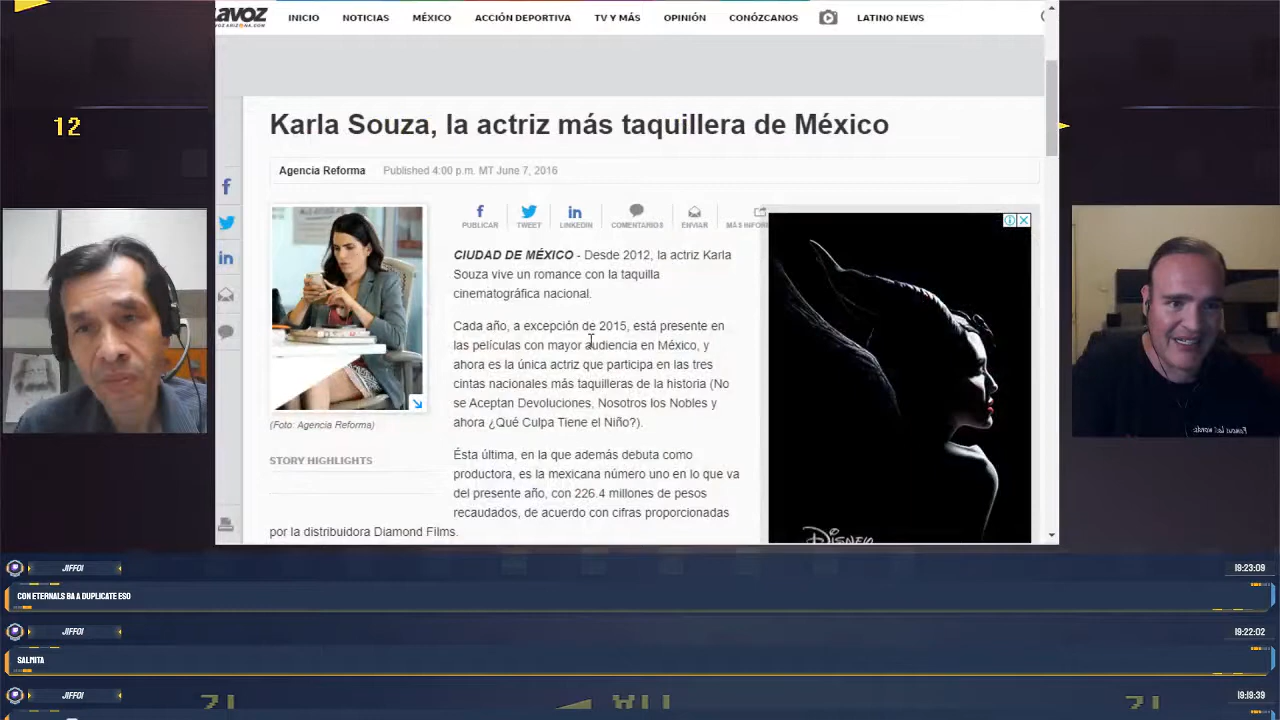 LAVOZ
INICIO NOTICIAS MÉXICO ACCIÓN DEPORTIVA TV Y MÁS OPINIÓN CONÓZCANOS LATINO NEWS
12
Karla Souza, la actriz más taquillera de México
Agencia Reforma Published 4:00 p.m. MT June 7, 2016
PUBLICAR TWEET LINKEDIN COMENTARIOS ENVIAR MÁS INFOR
CIUDAD DE MÉXICO - Desde 2012, la actriz Karla
Souza vive un romance con la taquilla
cinematográfica nacional.
Cada año, a excepción de 2015, está presente en
las películas con mayor audiencia en México, y
ahora es la única actriz que participa en las tres
cintas nacionales más taquilleras de la historia (No
se Aceptan Devoluciones, Nosotros los Nobles y
ahora ¿Qué Culpa Tiene el Niño?).
(Foto: Agencia Reforma)
STORY HIGHLIGHTS
Ésta última, en la que además debuta como
productora, es la mexicana número uno en lo que va
del presente año, con 226.4 millones de pesos
recaudados, de acuerdo con cifras proporcionadas
por la distribuidora Diamond Films.
DISNEY
JIFFOI 19:23:09
CON ETERNALS BA A DUPLICATE ESO
JIFFOI 19:22:02
SALMITA
JIFFOI 19:19:39